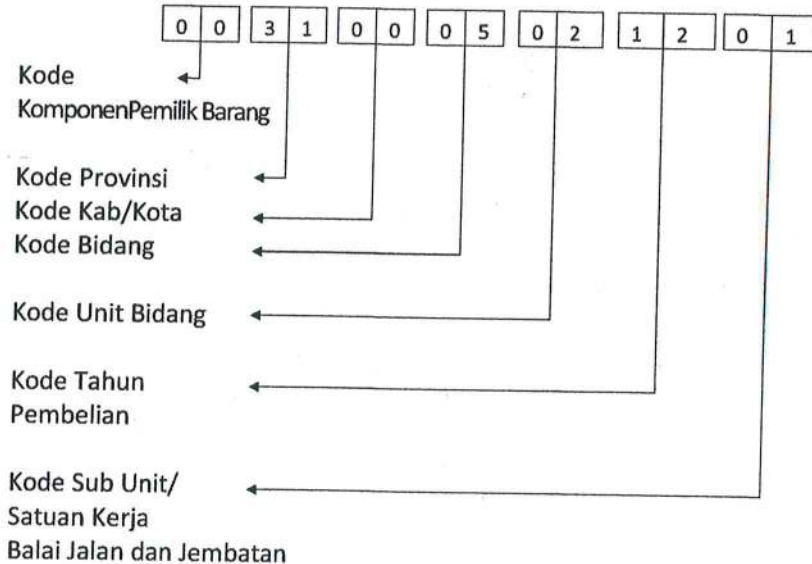 0 0 3 1 0 0 0 5 0 2 1 2 0 1
Kode
KomponenPemilik Barang
Kode Provinsi
Kode Kab/Kota
Kode Bidang
Kode Unit Bidang
Kode Tahun
Pembelian
Kode Sub Unit/
Satuan Kerja
Balai Jalan dan Jembatan